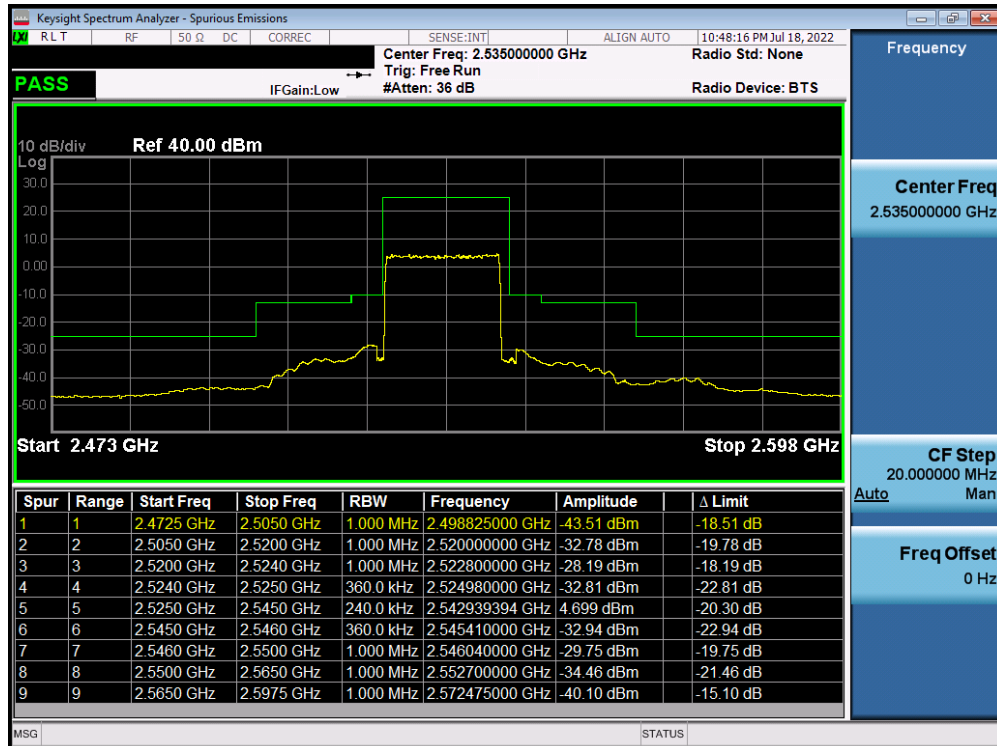 Keysight Spectrum Analyzer - Spurious Emissions
LXI RLT RF 50 Ω DC CORREC SENSE:INT ALIGN AUTO 10:48:16 PM Jul 18, 2022
Center Freq: 2.535000000 GHz Radio Std: None
Trig: Free Run
PASS IFGain:Low #Atten: 36 dB Radio Device: BTS
10 dB/div Ref 40.00 dBm
Log
30.0
20.0
10.0
0.00
-10.0
-20.0
-30.0
-40.0
-50.0
Start 2.473 GHz Stop 2.598 GHz
Spur Range Start Freq Stop Freq RBW Frequency Amplitude Δ Limit
1 1 2.4725 GHz 2.5050 GHz 1.000 MHz 2.498825000 GHz -43.51 dBm -18.51 dB
2 2 2.5050 GHz 2.5200 GHz 1.000 MHz 2.520000000 GHz -32.78 dBm -19.78 dB
3 3 2.5200 GHz 2.5240 GHz 1.000 MHz 2.522800000 GHz -28.19 dBm -18.19 dB
4 4 2.5240 GHz 2.5250 GHz 360.0 kHz 2.524980000 GHz -32.81 dBm -22.81 dB
5 5 2.5250 GHz 2.5450 GHz 240.0 kHz 2.542939394 GHz 4.699 dBm -20.30 dB
6 6 2.5450 GHz 2.5460 GHz 360.0 kHz 2.545410000 GHz -32.94 dBm -22.94 dB
7 7 2.5460 GHz 2.5500 GHz 1.000 MHz 2.546040000 GHz -29.75 dBm -19.75 dB
8 8 2.5500 GHz 2.5650 GHz 1.000 MHz 2.552700000 GHz -34.46 dBm -21.46 dB
9 9 2.5650 GHz 2.5975 GHz 1.000 MHz 2.572475000 GHz -40.10 dBm -15.10 dB
MSG STATUS
Frequency
Center Freq
2.535000000 GHz
CF Step
20.000000 MHz
Auto Man
Freq Offset
0 Hz